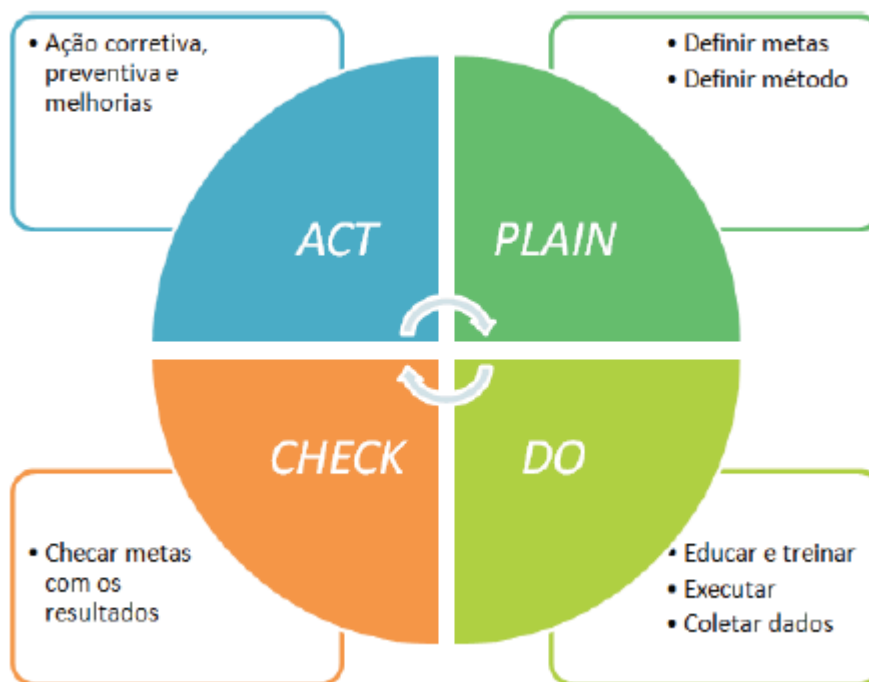 • Ação corretiva,
preventiva e
melhorias
• Definir metas
• Definir método
ACT
PLAIN
CHECK
DO
• Checar metas
com os
resultados
• Educar e treinar
• Executar
• Coletar dados